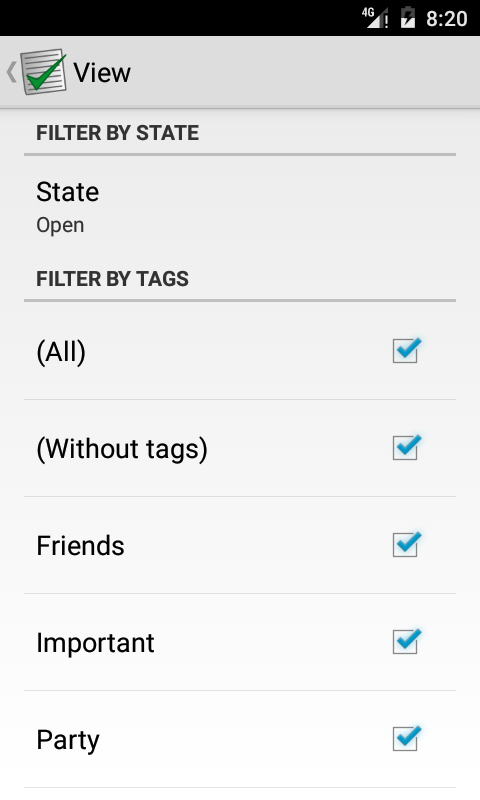 4G 8:20
View
FILTER BY STATE
State
Open
FILTER BY TAGS
(All)
(Without tags)
Friends
Important
Party